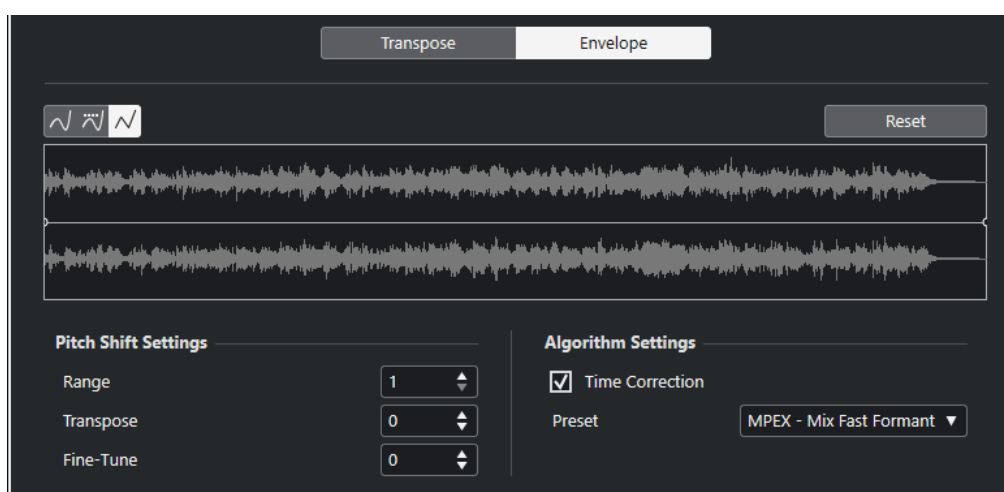 Transpose Envelope
Reset
Pitch Shift Settings
Range 1
Transpose 0
Fine-Tune 0
Algorithm Settings
Time Correction
Preset MPEX - Mix Fast Formant